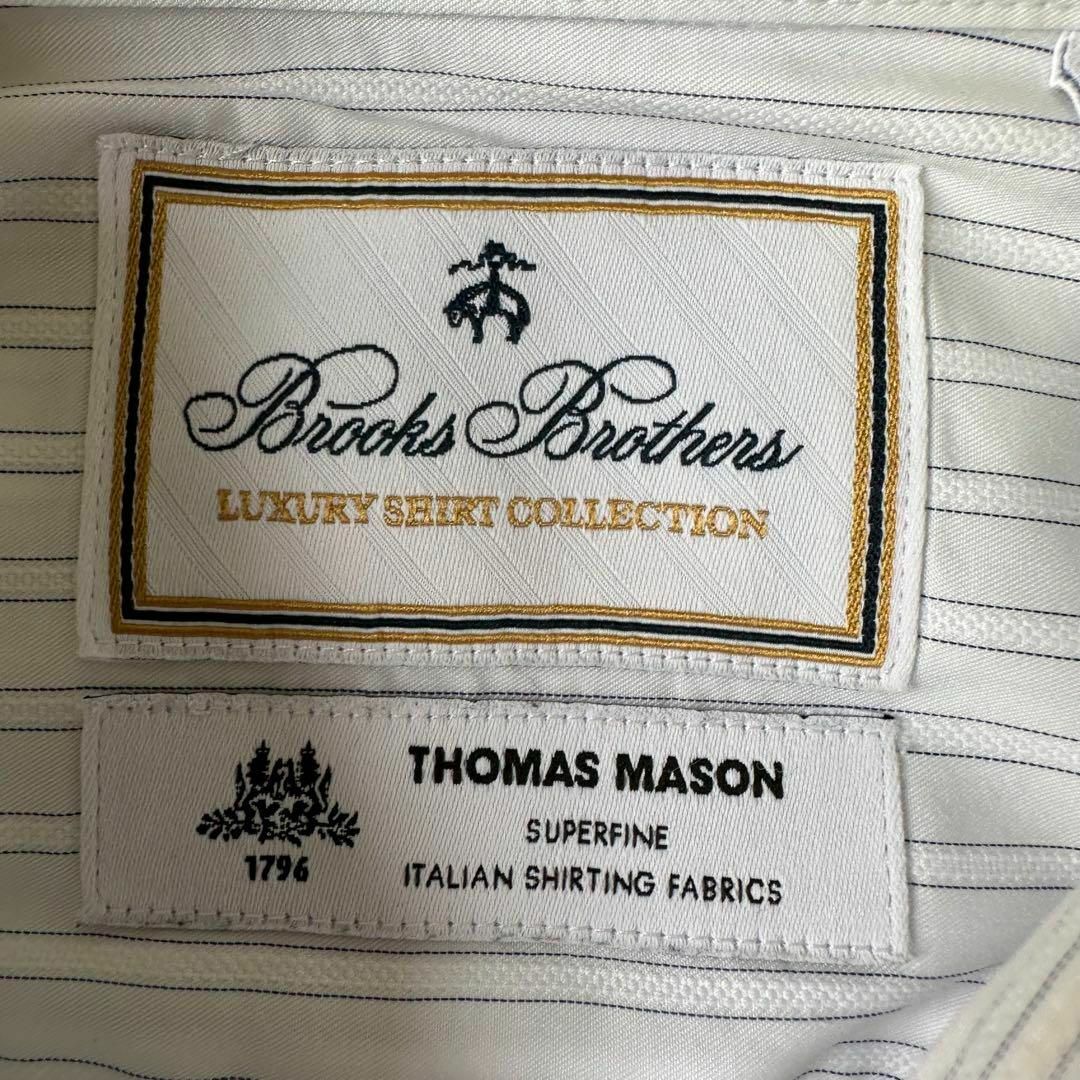 Brooks Brothers
LUXURY SHIRT COLLECTION
THOMAS MASON
SUPERFINE
1796
ITALIAN SHIRTING FABRICS